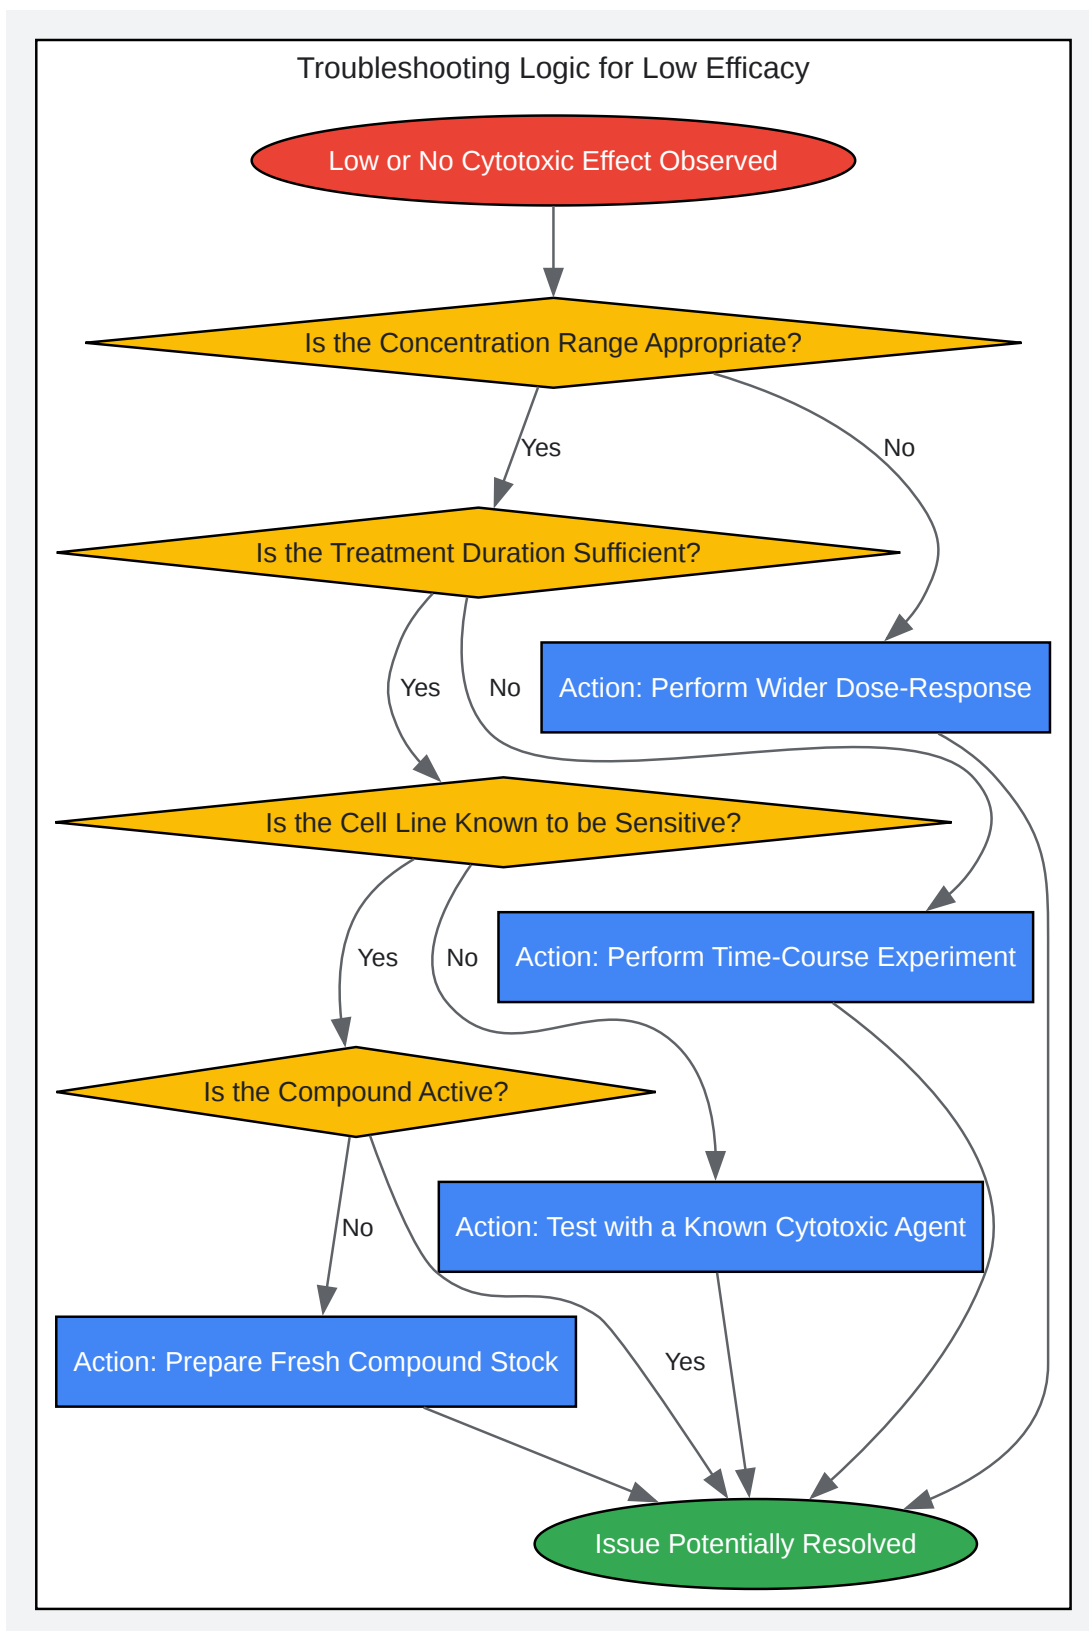 Troubleshooting Logic for Low Efficacy
Low or No Cytotoxic Effect Observed
Is the Concentration Range Appropriate?
Yes
No
Is the Treatment Duration Sufficient?
Yes
No
Action: Perform Wider Dose-Response
Is the Cell Line Known to be Sensitive?
Yes
No
Action: Perform Time-Course Experiment
Is the Compound Active?
No
Action: Test with a Known Cytotoxic Agent
Action: Prepare Fresh Compound Stock
Yes
Issue Potentially Resolved